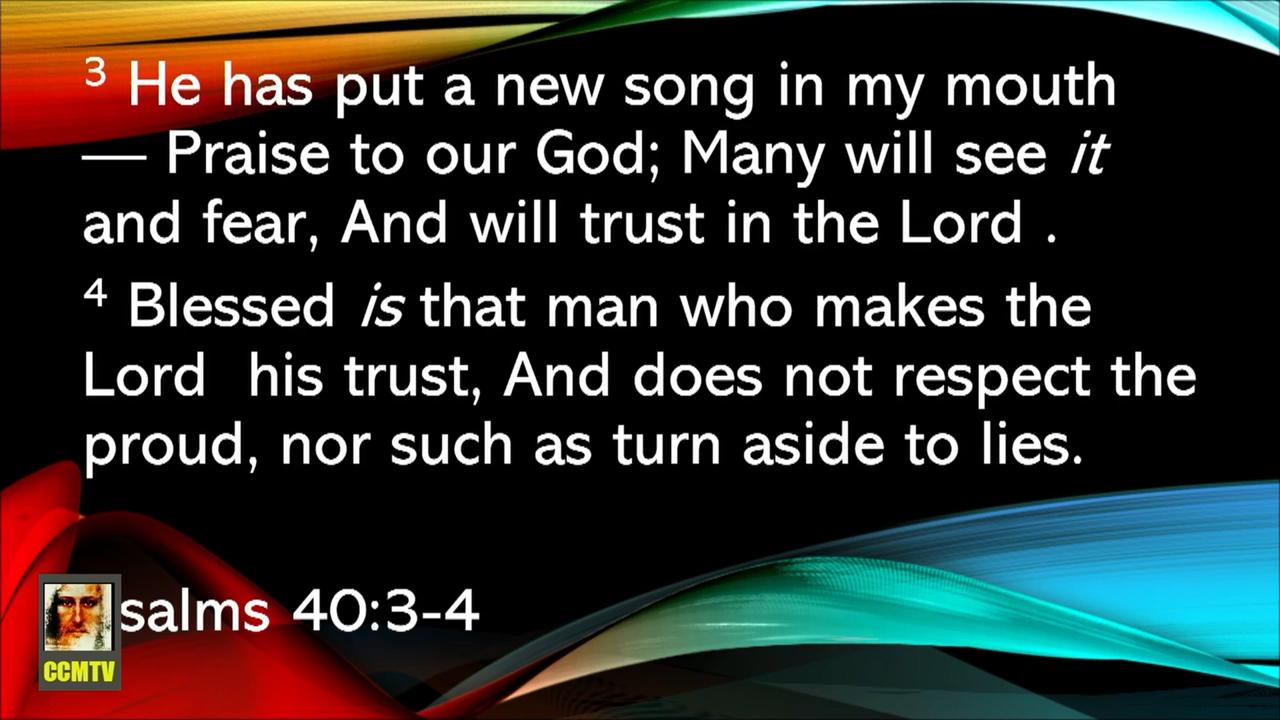 ³ He has put a new song in my mouth
— Praise to our God; Many will see it
and fear, And will trust in the Lord .
⁴ Blessed is that man who makes the
Lord  his trust, And does not respect the
proud, nor such as turn aside to lies.
salms 40:3-4
CCMTV